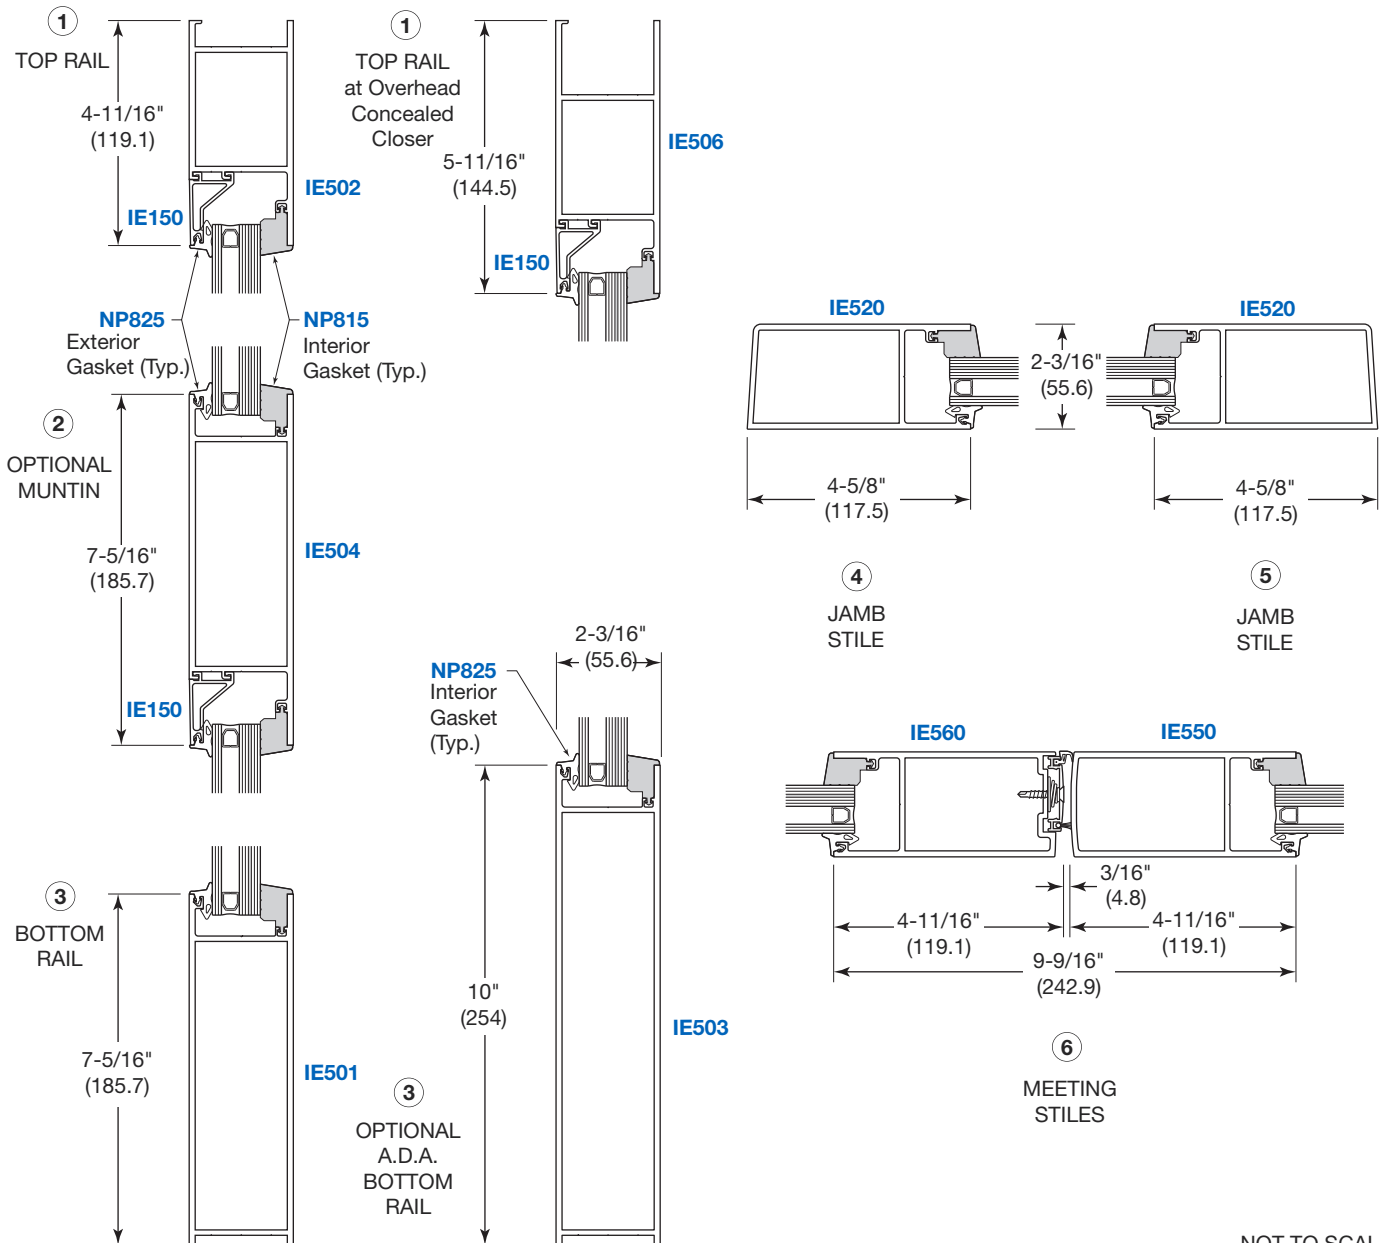 1
TOP RAIL
4-11/16"
(119.1)
IE502
IE150
NP825
Exterior
Gasket (Typ.)
NP815
Interior
Gasket (Typ.)
1
TOP RAIL
at Overhead
Concealed
Closer
5-11/16"
(144.5)
IE506
IE150
2
OPTIONAL
MUNTIN
7-5/16"
(185.7)
IE504
IE150
3
BOTTOM
RAIL
7-5/16"
(185.7)
IE501
2-3/16"
(55.6)
NP825
Interior
Gasket
(Typ.)
10"
(254)
IE503
3
OPTIONAL
A.D.A.
BOTTOM
RAIL
IE520
IE520
2-3/16"
(55.6)
4-5/8"
(117.5)
4-5/8"
(117.5)
4
JAMB
STILE
5
JAMB
STILE
IE560
IE550
3/16"
(4.8)
4-11/16"
(119.1)
4-11/16"
(119.1)
9-9/16"
(242.9)
6
MEETING
STILES
NOT TO SCAL